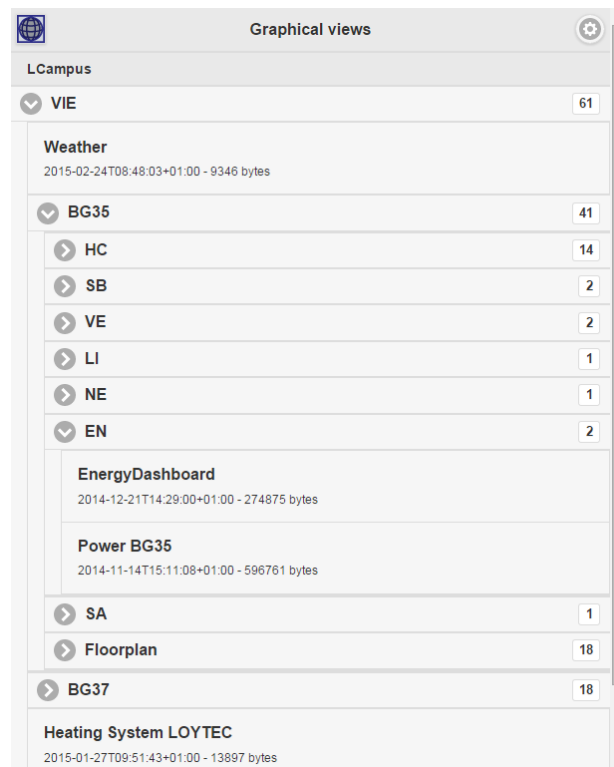 Graphical views
LCampus
VIE 61
Weather
2015-02-24T08:48:03+01:00 - 9346 bytes
BG35 41
HC 14
SB 2
VE 2
LI 1
NE 1
EN 2
EnergyDashboard
2014-12-21T14:29:00+01:00 - 274875 bytes
Power BG35
2014-11-14T15:11:08+01:00 - 596761 bytes
SA 1
Floorplan 18
BG37 18
Heating System LOYTEC
2015-01-27T09:51:43+01:00 - 13897 bytes